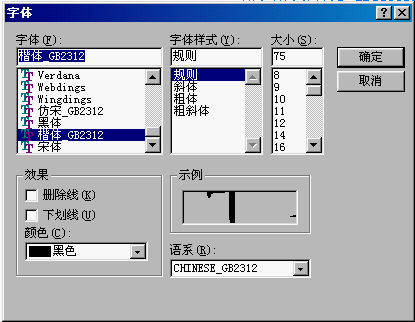 字体
字体(F):
楷体_GB2312
Verdana
Webdings
Wingdings
仿宋_GB2312
黑体
楷体_GB2312
宋体
字体样式(Y):
规则
规则
斜体
粗体
粗斜体
大小(S):
75
8
9
10
11
12
14
16
确定
取消
效果
删除线(K)
下划线(U)
颜色(C):
黑色
示例
语系(R):
CHINESE_GB2312